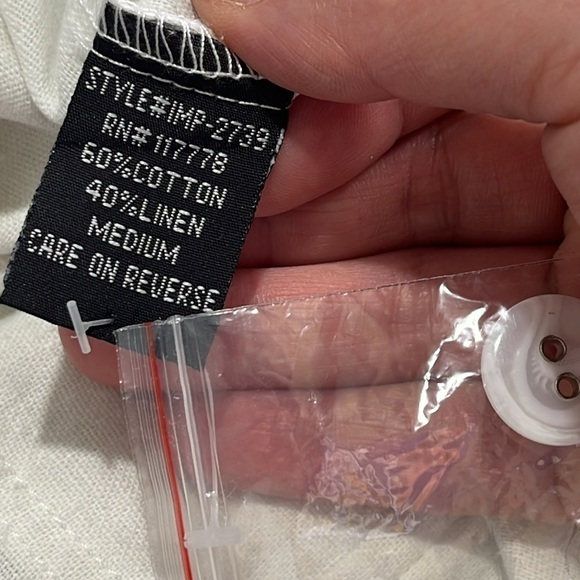 STYLE#IMP-2739
RN# 117778
60%COTTON
40%LINEN
MEDIUM
CARE ON REVERSE